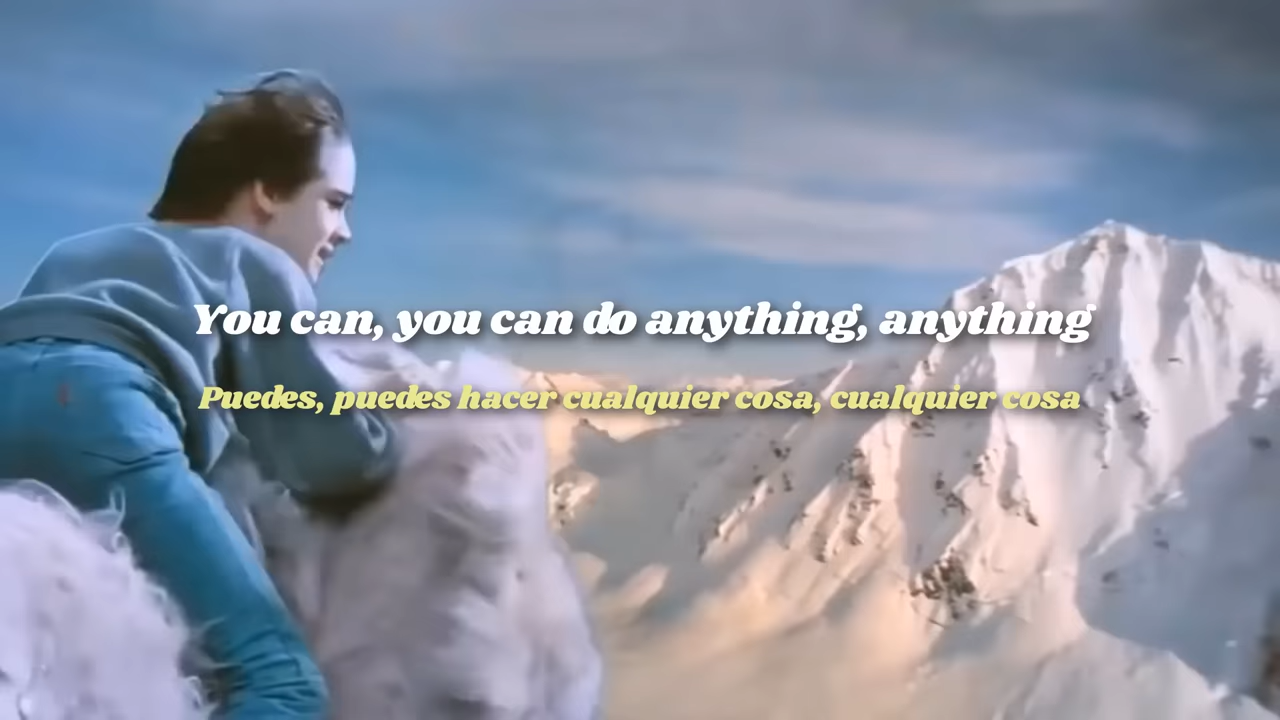 You can, you can do anything, anything
Puedes, puedes hacer cualquier cosa, cualquier cosa